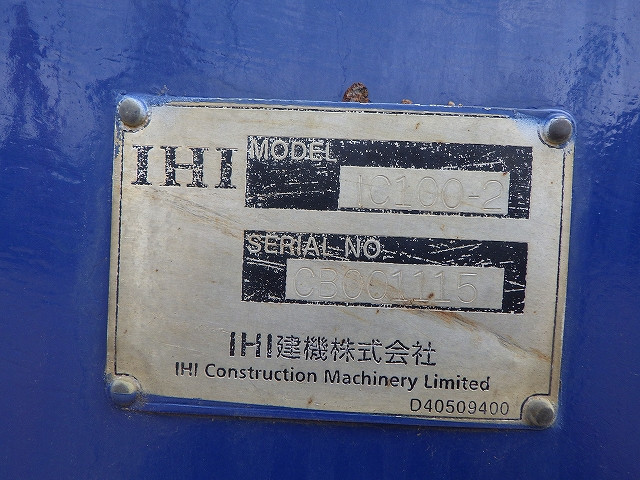 IHI
MODEL
IC100-2
SERIAL NO.
CB001115
IHI建機株式会社
IHI Construction Machinery Limited
D40509400